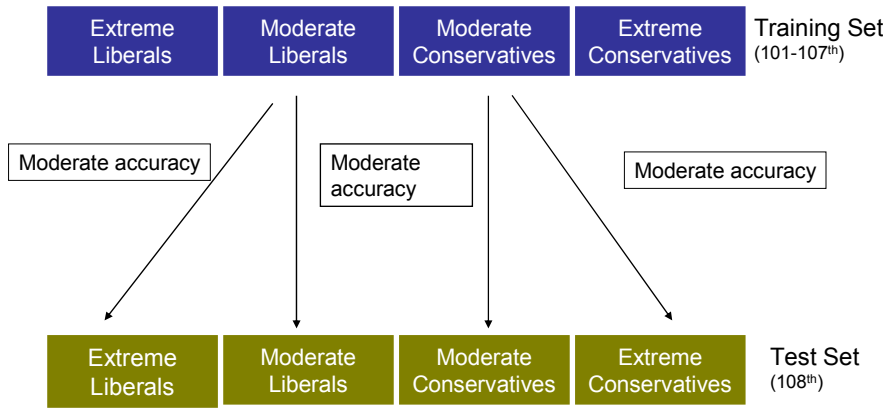 Extreme
Liberals
Moderate
Liberals
Moderate
Conservatives
Extreme
Conservatives
Training Set
(101-107th)
Moderate accuracy
Moderate
accuracy
Moderate accuracy
Extreme
Liberals
Moderate
Liberals
Moderate
Conservatives
Extreme
Conservatives
Test Set
(108th)